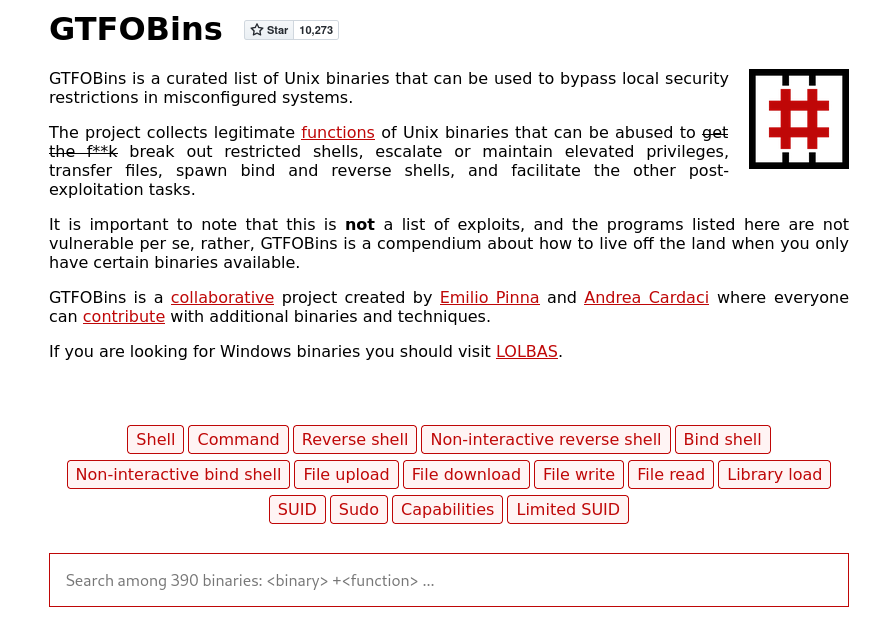 GTFOBins Star 10,273
GTFOBins is a curated list of Unix binaries that can be used to bypass local security
restrictions in misconfigured systems.
The project collects legitimate functions of Unix binaries that can be abused to get
the f**k break out restricted shells, escalate or maintain elevated privileges,
transfer files, spawn bind and reverse shells, and facilitate the other post-
exploitation tasks.
It is important to note that this is not a list of exploits, and the programs listed here are not
vulnerable per se, rather, GTFOBins is a compendium about how to live off the land when you only
have certain binaries available.
GTFOBins is a collaborative project created by Emilio Pinna and Andrea Cardaci where everyone
can contribute with additional binaries and techniques.
If you are looking for Windows binaries you should visit LOLBAS.
Shell Command Reverse shell Non-interactive reverse shell Bind shell
Non-interactive bind shell File upload File download File write File read Library load
SUID Sudo Capabilities Limited SUID
Search among 390 binaries: <binary> +<function> ...